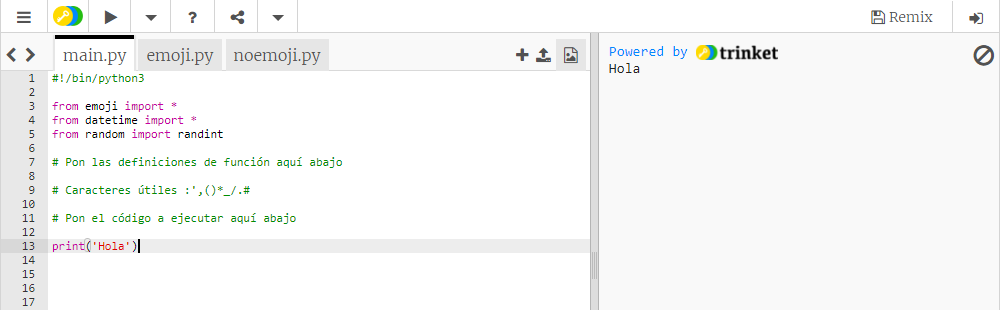 ? Remix
main.py emoji.py noemoji.py
1 #!/bin/python3
2
3 from emoji import *
4 from datetime import *
5 from random import randint
6
7 # Pon las definiciones de función aquí abajo
8
9 # Caracteres útiles :',()*_/.#
10
11 # Pon el código a ejecutar aquí abajo
12
13 print('Hola')
14
15
16
17
Powered by trinket
Hola